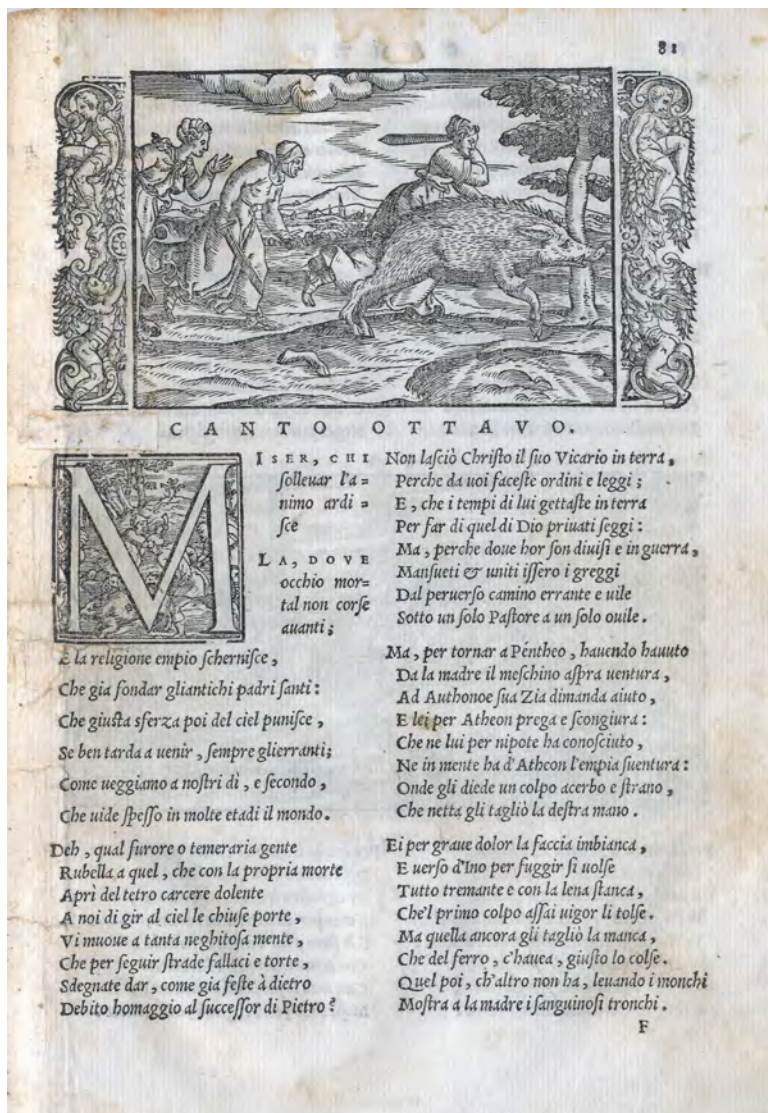 81
CANTO OTTAVO.
MISER, CHI
ſolleuar l'a=
nimo ardi=
ſce
LA, DOVE
occhio mor=
tal non corſe
auanti;
E la religione empio ſcherniſce,
Che gia fondar gliantichi padri ſanti:
Che giuſta sferza poi del ciel puniſce,
Se ben tarda a uenir, ſempre glierranti;
Come ueggiamo a noſtri dì, e ſecondo,
Che uide ſpeſſo in molte etadi il mondo.
Deh, qual furore o temeraria gente
Rubella a quel, che con la propria morte
Aprì del tetro carcere dolente
A noi di gir al ciel le chiuſe porte,
Vi muoue a tanta neghitoſa mente,
Che per ſeguir ſtrade fallaci e torte,
Sdegnate dar, come gia feſte à dietro
Debito homaggio al ſucceſſor di Pietro?
Non laſciò Chriſto il ſuo Vicario in terra,
Perche da uoi faceſte ordini e leggi;
E, che i tempi di lui gettaſte in terra
Per far di quel di Dio priuati ſeggi:
Ma, perche doue hor ſon diuiſi e in guerra,
Manſueti & uniti iſſero i greggi
Dal peruerſo camino errante e uile
Sotto un ſolo Paſtore a un ſolo ouile.
Ma, per tornar a Péntheo, hauendo hauuto
Da la madre il meſchino aſpra uentura,
Ad Authonoe ſua Zia dimanda aiuto,
E lei per Atheon prega e ſcongiura:
Che ne lui per nipote ha conoſciuto,
Ne in mente ha d'Atheon l'empia ſuentura:
Onde gli diede un colpo acerbo e ſtrano,
Che netta gli tagliò la deſtra mano.
Ei per graue dolor la faccia imbianca,
E uerſo d'Ino per fuggir ſi uolſe
Tutto tremante e con la lena ſtanca,
Che'l primo colpo aſſai uigor li tolſe.
Ma quella ancora gli tagliò la manca,
Che del ferro, c'hauea, giuſto lo colſe.
Quel poi, ch'altro non ha, leuando i monchi
Moſtra a la madre i ſanguinoſi tronchi.
F